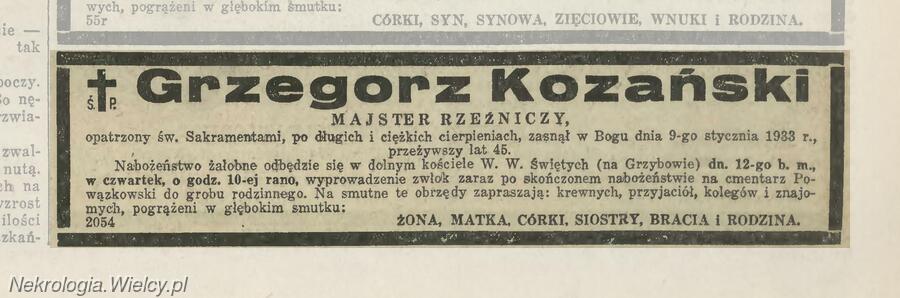 wych, pogrążeni w głębokim smutku:
55r CÓRKI, SYN, SYNOWA, ZIĘCIOWIE, WNUKI i RODZINA.
cie —
tak
poczy.
So nę-
rzwia-
zwal-
nutą.
ch na
wzrost
ilości
zkań-
Ś. P. Grzegorz Kozański
MAJSTER RZEŹNICZY,
opatrzony św. Sakramentami, po długich i ciężkich cierpieniach, zasnął w Bogu dnia 9-go stycznia 1933 r.,
przeżywszy lat 45.
Nabożeństwo żałobne odbędzie się w dolnym kościele W. W. Świętych (na Grzybowie) dn. 12-go b. m.,
w czwartek, o godz. 10-ej rano, wyprowadzenie zwłok zaraz po skończonem nabożeństwie na cmentarz Po-
wązkowski do grobu rodzinnego. Na smutne te obrzędy zapraszają: krewnych, przyjaciół, kolegów i znajo-
mych, pogrążeni w głębokim smutku:
2054 ŻONA, MATKA, CÓRKI, SIOSTRY, BRACIA i RODZINA.
Nekrologia.Wielcy.pl